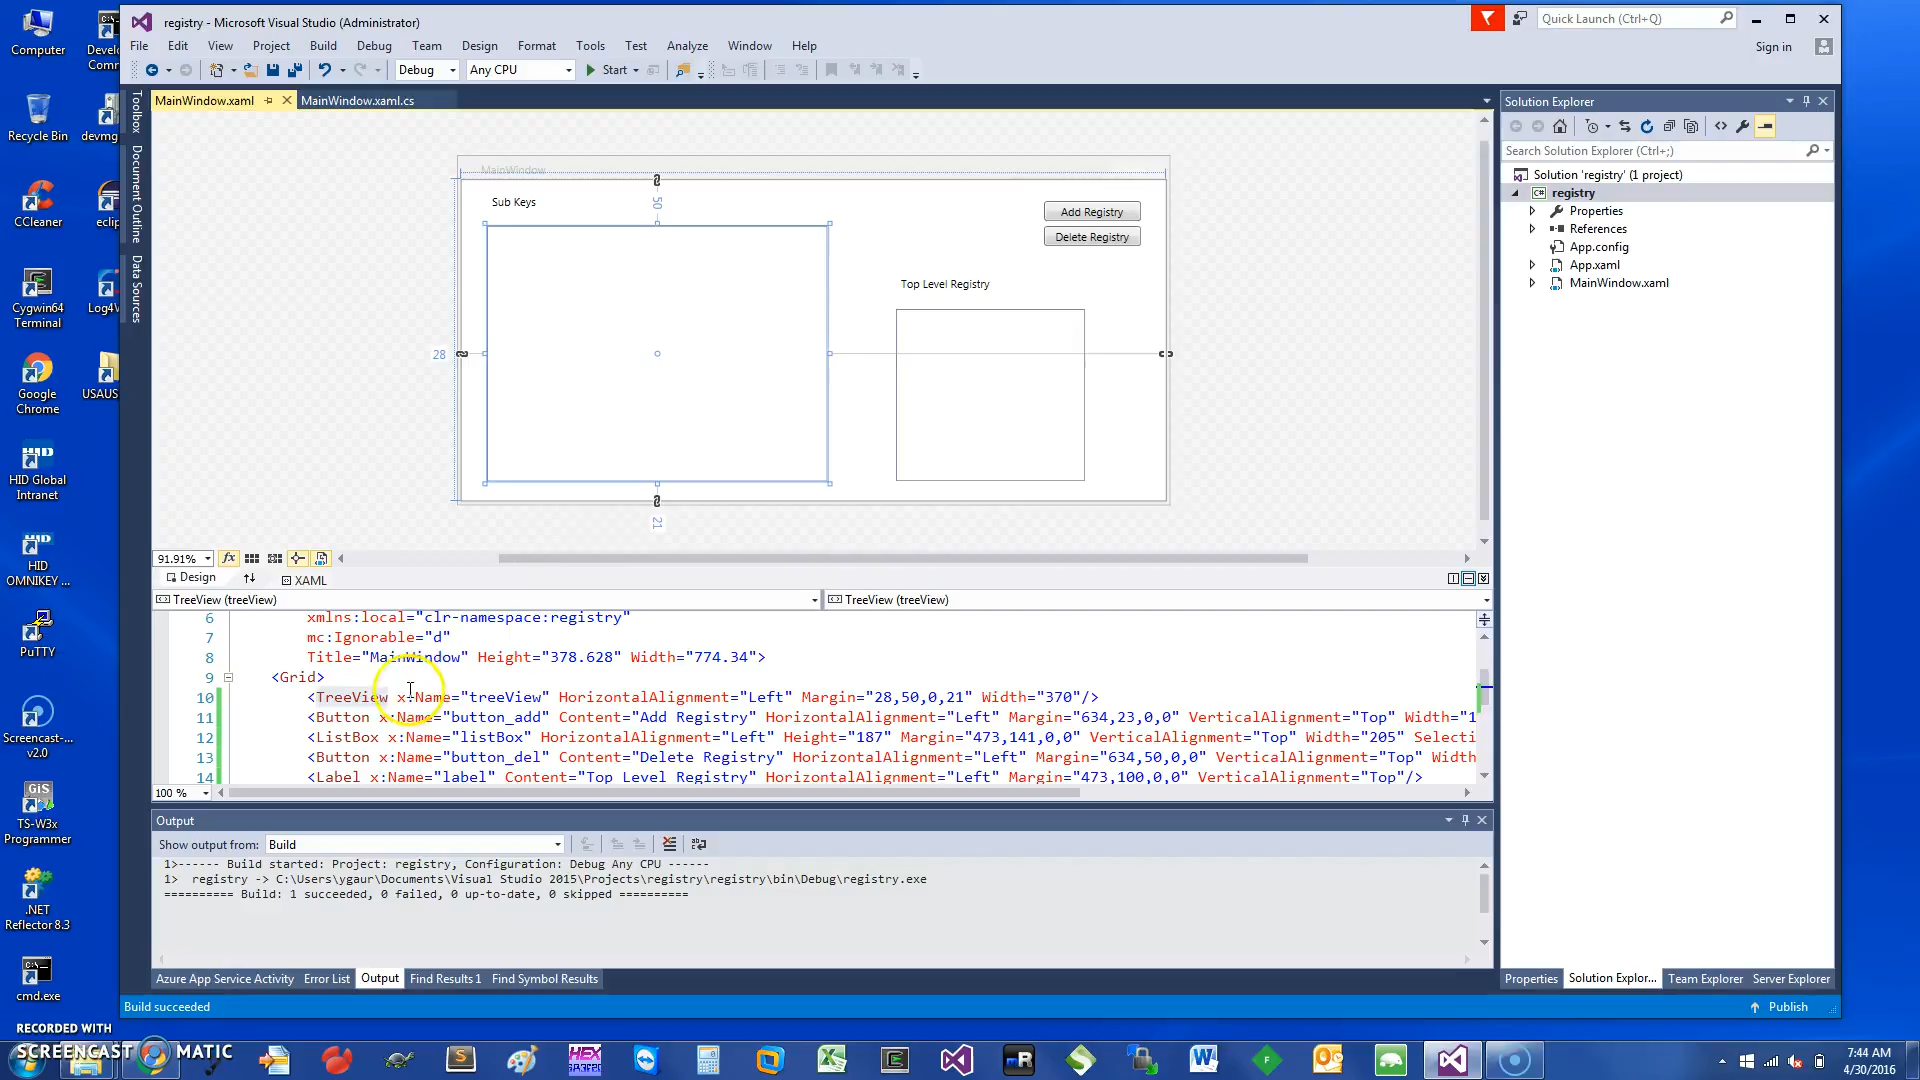 Computer
Recycle Bin
CCleaner
Cygwin64
Terminal
Google
Chrome
HID Global
Intranet
HID
OMNIKEY ...
PuTTY
Screencast-...
v2.0
TS-W3x
Programmer
.NET
Reflector 8.3
cmd.exe
Develo
Comm
devmg
eclip
Log4V
USAUS
registry - Microsoft Visual Studio (Administrator)
Quick Launch (Ctrl+Q)
File Edit View Project Build Debug Team Design Format Tools Test Analyze Window Help
Sign in
Debug Any CPU Start
Toolbox
Document Outline
Data Sources
MainWindow.xaml MainWindow.xaml.cs
MainWindow
Sub Keys
50
Add Registry
Delete Registry
Top Level Registry
28
21
91.91%
Design XAML
TreeView (treeView) TreeView (treeView)
6 xmlns:local="clr-namespace:registry"
7 mc:Ignorable="d"
8 Title="MainWindow" Height="378.628" Width="774.34">
9 <Grid>
10 <TreeView x:Name="treeView" HorizontalAlignment="Left" Margin="28,50,0,21" Width="370"/>
11 <Button x:Name="button_add" Content="Add Registry" HorizontalAlignment="Left" Margin="634,23,0,0" VerticalAlignment="Top" Width="1
12 <ListBox x:Name="listBox" HorizontalAlignment="Left" Height="187" Margin="473,141,0,0" VerticalAlignment="Top" Width="205" Selecti
13 <Button x:Name="button_del" Content="Delete Registry" HorizontalAlignment="Left" Margin="634,50,0,0" VerticalAlignment="Top" Width
14 <Label x:Name="label" Content="Top Level Registry" HorizontalAlignment="Left" Margin="473,100,0,0" VerticalAlignment="Top"/>
100 %
Output
Show output from: Build
1>------ Build started: Project: registry, Configuration: Debug Any CPU ------
1> registry -> C:\Users\ygaur\Documents\Visual Studio 2015\Projects\registry\registry\bin\Debug\registry.exe
========== Build: 1 succeeded, 0 failed, 0 up-to-date, 0 skipped ==========
Azure App Service Activity Error List Output Find Results 1 Find Symbol Results
Build succeeded
Solution Explorer
Search Solution Explorer (Ctrl+;)
Solution 'registry' (1 project)
registry
Properties
References
App.config
App.xaml
MainWindow.xaml
Properties Solution Explor... Team Explorer Server Explorer
Publish
RECORDED WITH
SCREENCAST MATIC
7:44 AM
4/30/2016